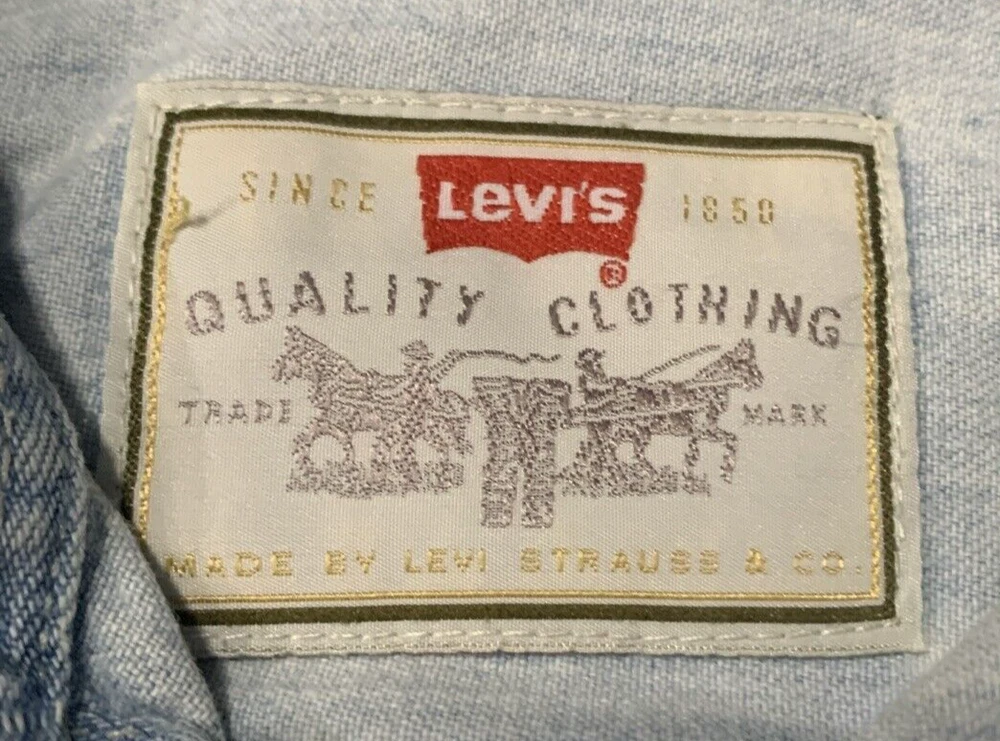 SINCE LEVI'S 1850
®
QUALITY CLOTHING
TRADE MARK
MADE BY LEVI STRAUSS & CO.